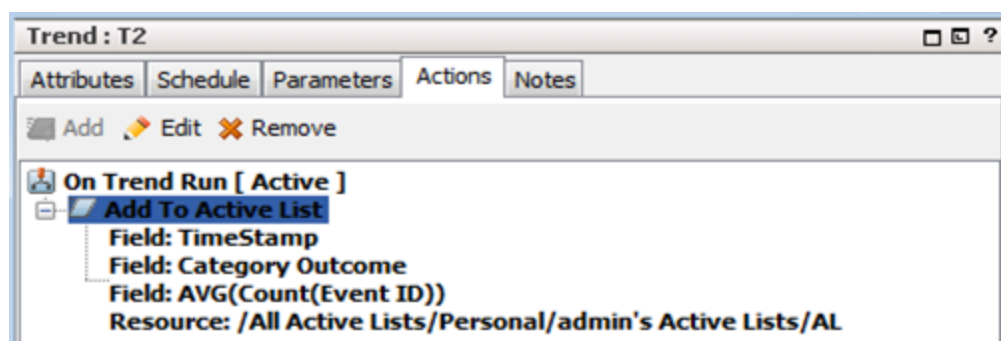 Trend : T2 ?
Attributes Schedule Parameters Actions Notes
Add Edit Remove
On Trend Run [ Active ]
Add To Active List
Field: TimeStamp
Field: Category Outcome
Field: AVG(Count(Event ID))
Resource: /All Active Lists/Personal/admin's Active Lists/AL